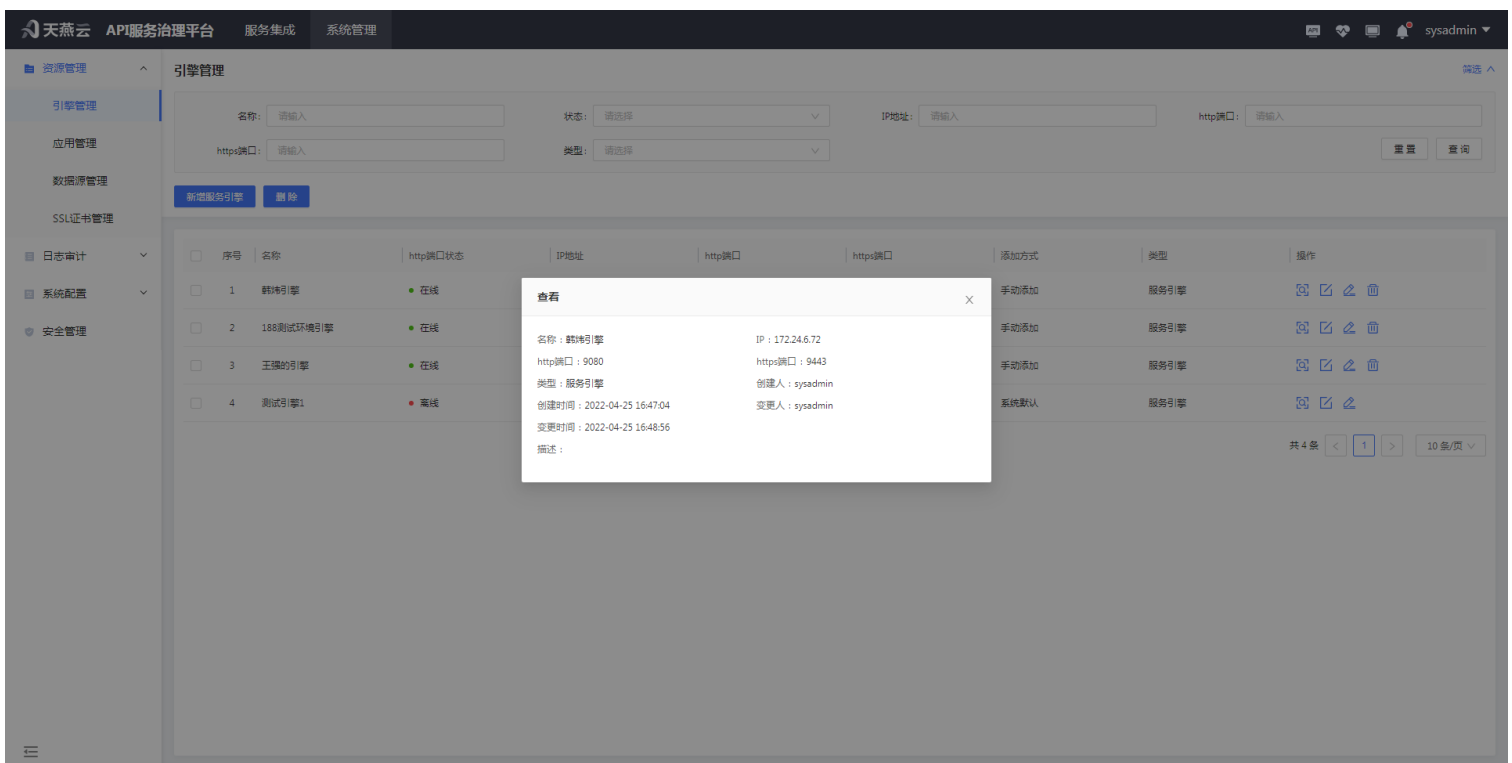 天燕云 API服务治理平台 服务集成 系统管理 API sysadmin
资源管理 引擎管理 筛选
引擎管理
名称: 请输入 状态: 请选择 IP地址: 请输入 http端口: 请输入
应用管理
https端口: 请输入 类型: 请选择 重置 查询
数据源管理
新增服务引擎 删除
SSL证书管理
日志审计
序号 名称 http端口状态 IP地址 http端口 https端口 添加方式 类型 操作
系统配置
1 韩炜引擎 在线 手动添加 服务引擎
安全管理
2 188测试环境引擎 在线 手动添加 服务引擎
3 王强的引擎 在线 手动添加 服务引擎
4 测试引擎1 离线 系统默认 服务引擎
共4条 < 1 > 10条/页
查看 X
名称:韩炜引擎 IP:172.24.6.72
http端口:9080 https端口:9443
类型:服务引擎 创建人:sysadmin
创建时间:2022-04-25 16:47:04 变更人:sysadmin
变更时间:2022-04-25 16:48:56
描述: